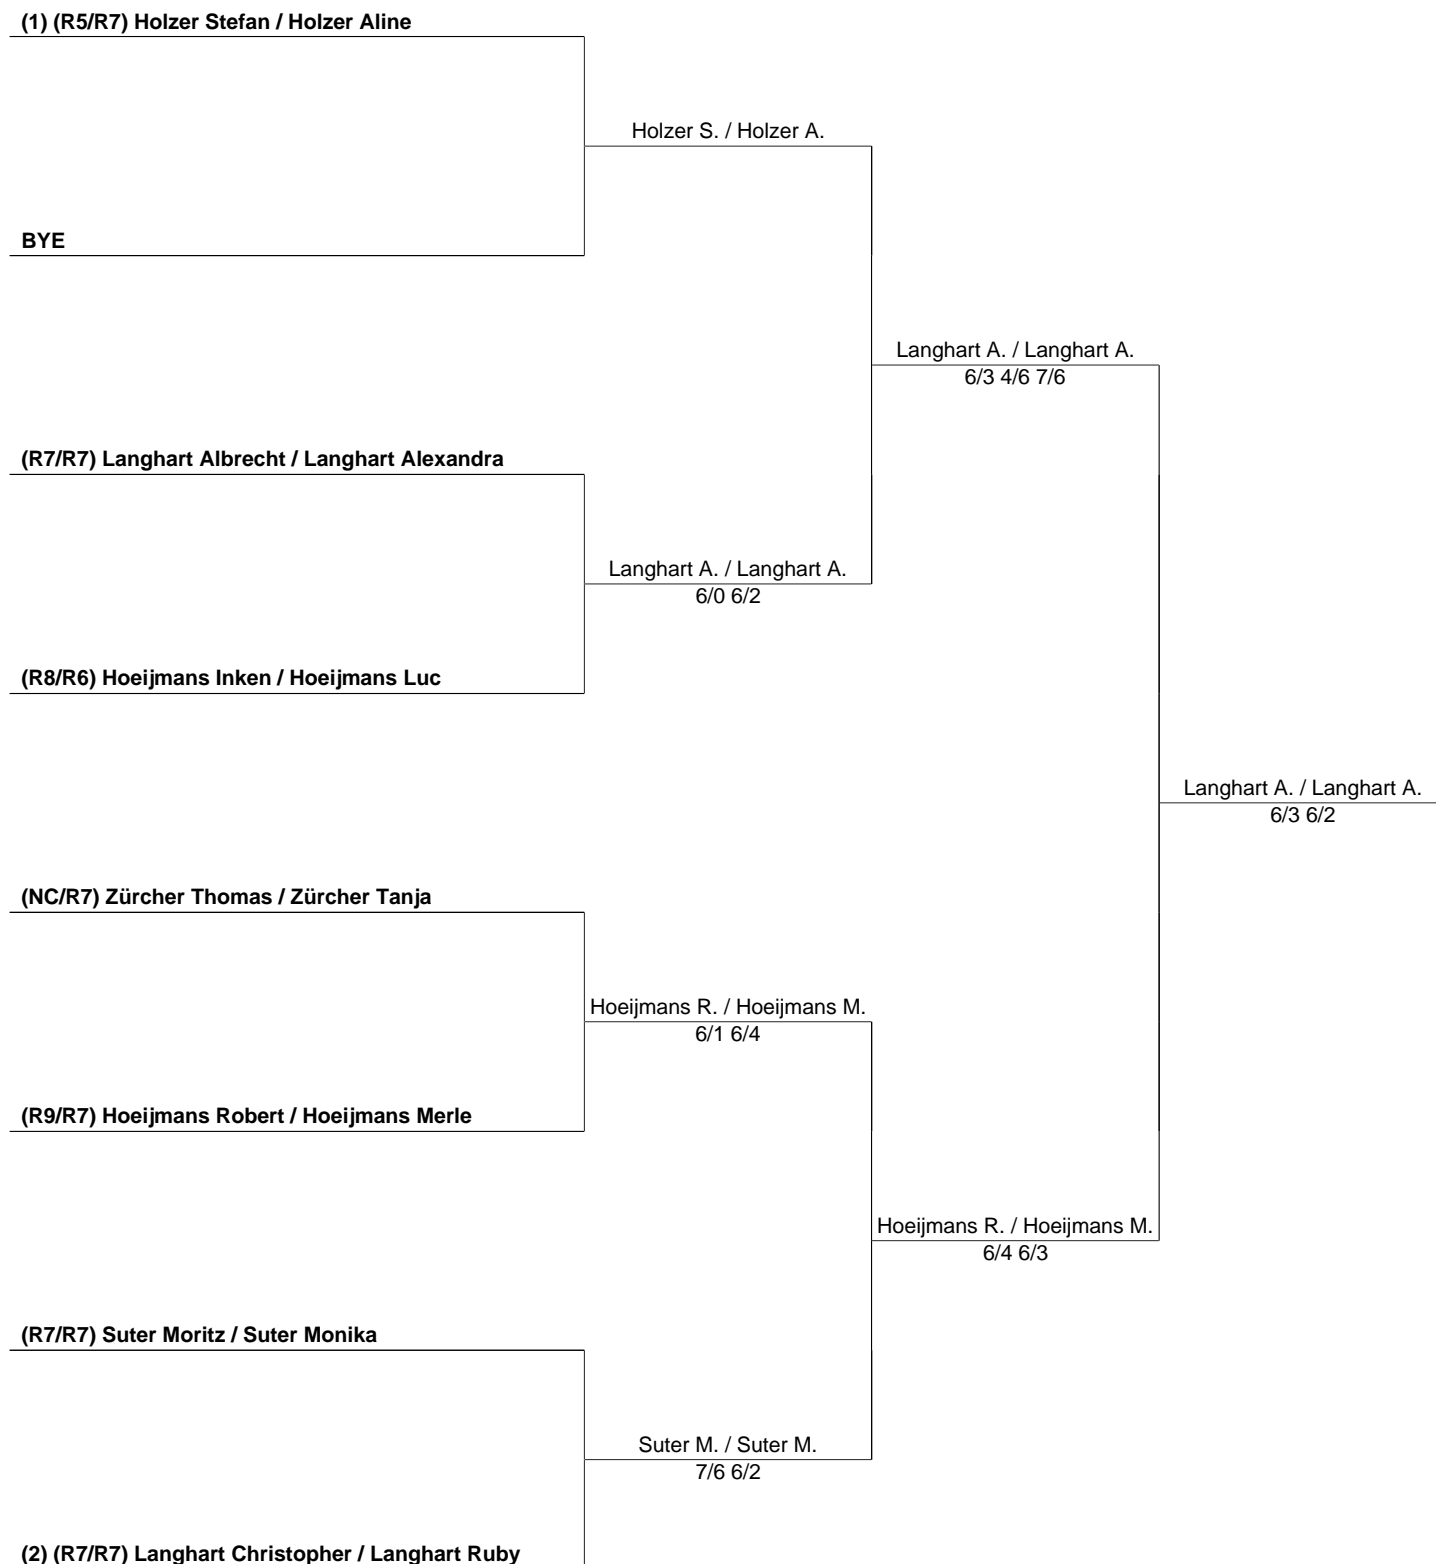 (1) (R5/R7) Holzer Stefan / Holzer Aline
Holzer S. / Holzer A.
BYE
Langhart A. / Langhart A.
6/3 4/6 7/6
(R7/R7) Langhart Albrecht / Langhart Alexandra
Langhart A. / Langhart A.
6/0 6/2
(R8/R6) Hoeijmans Inken / Hoeijmans Luc
Langhart A. / Langhart A.
6/3 6/2
(NC/R7) Zürcher Thomas / Zürcher Tanja
Hoeijmans R. / Hoeijmans M.
6/1 6/4
(R9/R7) Hoeijmans Robert / Hoeijmans Merle
Hoeijmans R. / Hoeijmans M.
6/4 6/3
(R7/R7) Suter Moritz / Suter Monika
Suter M. / Suter M.
7/6 6/2
(2) (R7/R7) Langhart Christopher / Langhart Ruby